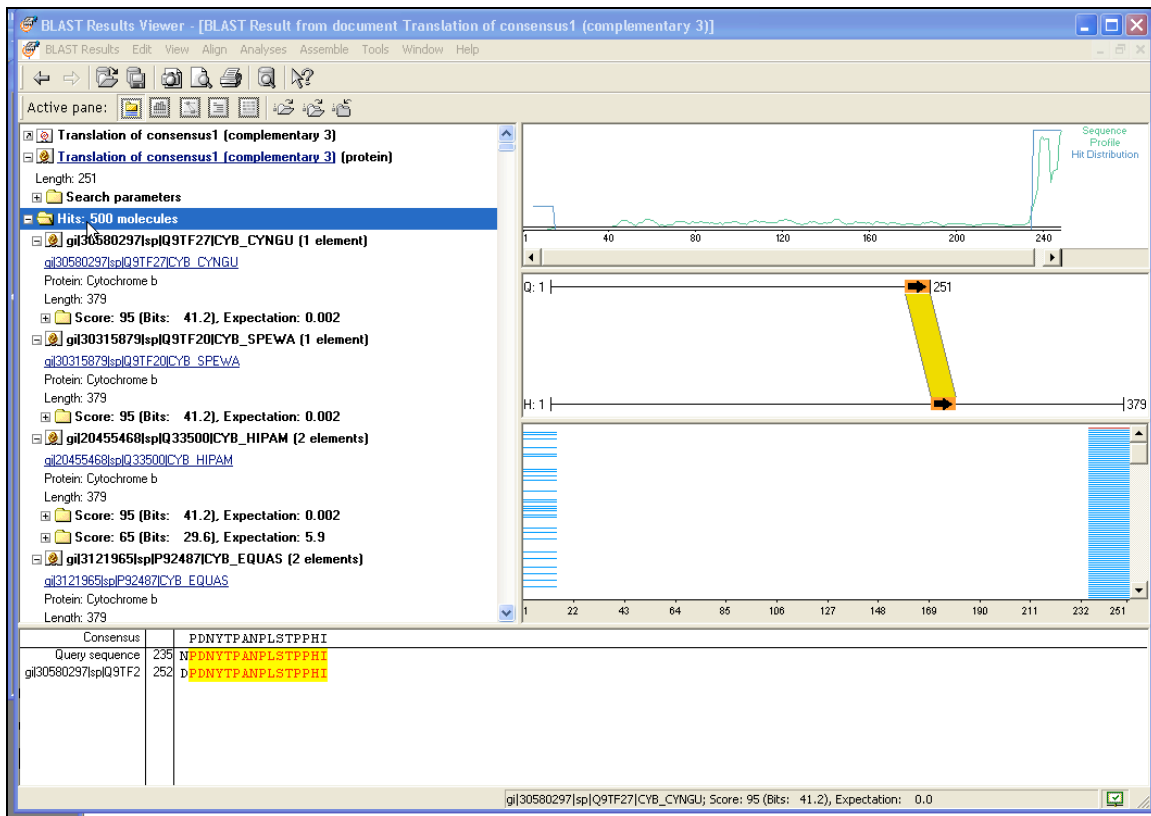 BLAST Results Viewer - [BLAST Result from document Translation of consensus1 (complementary 3)]
BLAST Results Edit View Align Analyses Assemble Tools Window Help
Active pane:
Translation of consensus1 (complementary 3)
Translation of consensus1 (complementary 3) (protein)
Length: 251
Search parameters
Hits: 500 molecules
gi|30580297|sp|Q9TF27|CYB_CYNGU (1 element)
gi|30580297|sp|Q9TF27|CYB_CYNGU
Protein: Cytochrome b
Length: 379
Score: 95 (Bits: 41.2), Expectation: 0.002
gi|30315879|sp|Q9TF20|CYB_SPEWA (1 element)
gi|30315879|sp|Q9TF20|CYB_SPEWA
Protein: Cytochrome b
Length: 379
Score: 95 (Bits: 41.2), Expectation: 0.002
gi|20455468|sp|Q33500|CYB_HIPAM (2 elements)
gi|20455468|sp|Q33500|CYB_HIPAM
Protein: Cytochrome b
Length: 379
Score: 95 (Bits: 41.2), Expectation: 0.002
Score: 65 (Bits: 29.6), Expectation: 5.9
gi|3121965|sp|P92487|CYB_EQUAS (2 elements)
gi|3121965|sp|P92487|CYB_EQUAS
Protein: Cytochrome b
Length: 379
Sequence
Profile
Hit Distribution
1 40 80 120 160 200 240
Q: 1 251
H: 1 379
1 22 43 64 85 106 127 148 169 190 211 232 251
Consensus PDNYTPANPLSTPPHI
Query sequence 235 NPDNYTPANPLSTPPHI
gi|30580297|sp|Q9TF2 252 DPDNYTPANPLSTPPHI
gi|30580297|sp|Q9TF27|CYB_CYNGU; Score: 95 (Bits: 41.2), Expectation: 0.0